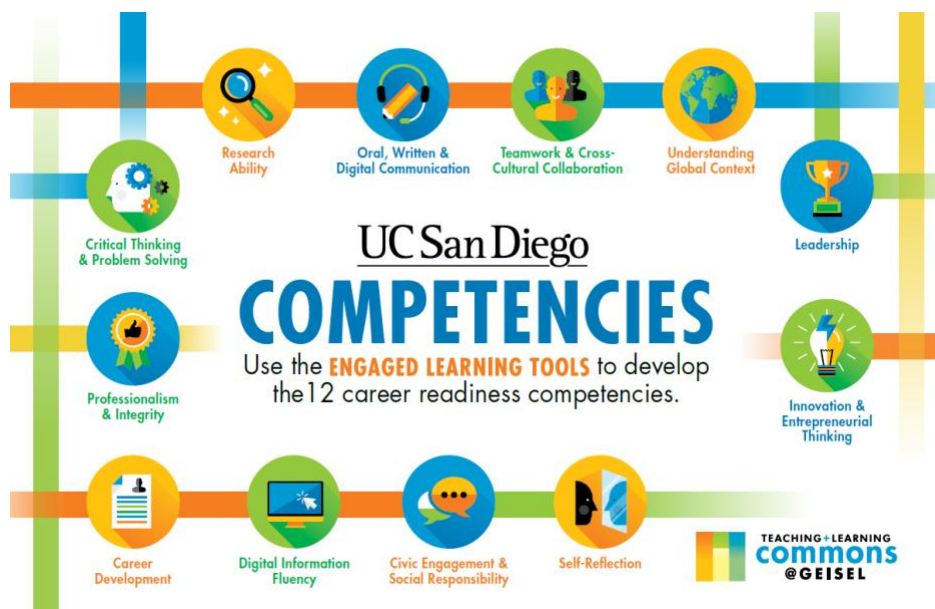 Research
Ability
Oral, Written &
Digital Communication
Teamwork & Cross-
Cultural Collaboration
Understanding
Global Context
Critical Thinking
& Problem Solving
Leadership
UC San Diego
COMPETENCIES
Use the ENGAGED LEARNING TOOLS to develop
the12 career readiness competencies.
Professionalism
& Integrity
Innovation &
Entrepreneurial
Thinking
Career
Development
Digital Information
Fluency
Civic Engagement &
Social Responsibility
Self-Reflection
TEACHING+LEARNING
commons
@GEISEL